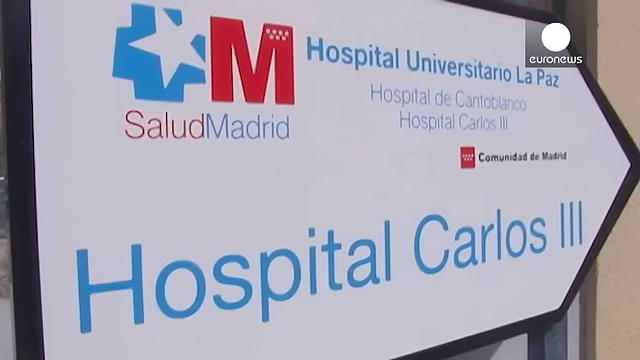 euronews
M
SaludMadrid
Hospital Universitario La Paz
Hospital de Cantoblanco
Hospital Carlos III
Comunidad de Madrid
Hospital Carlos III